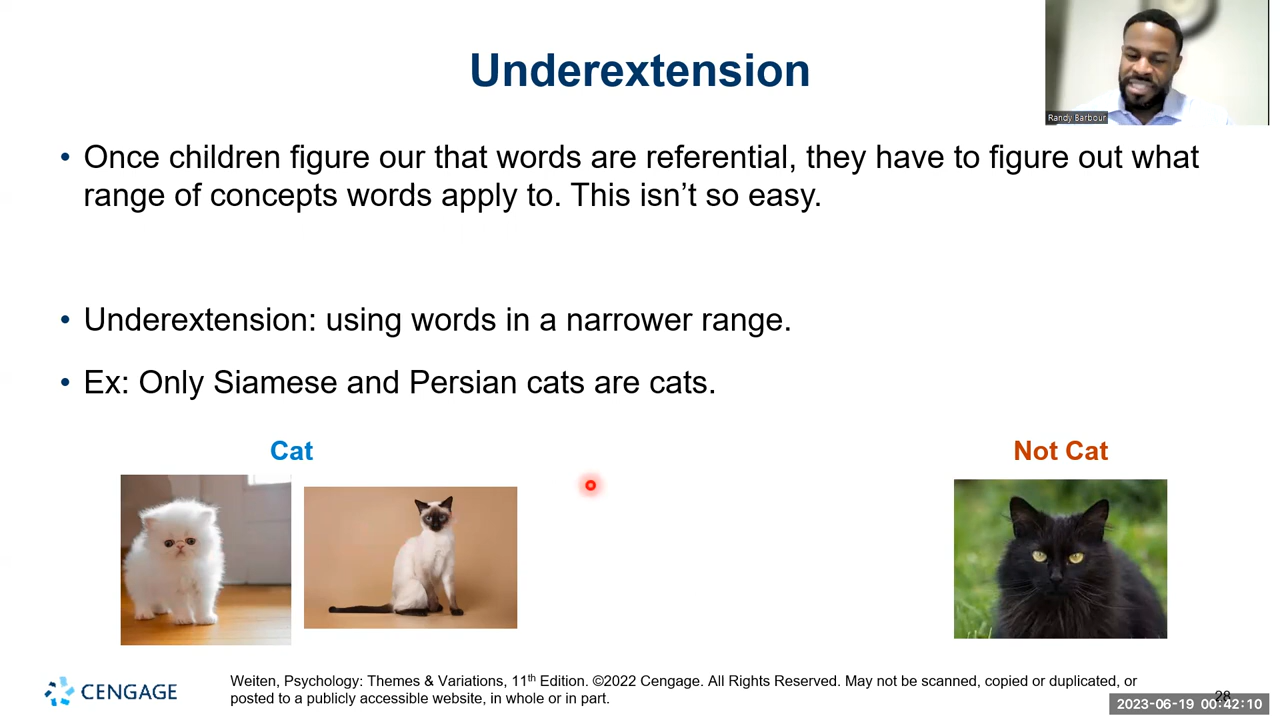 Underextension
Randy Barbour
• Once children figure our that words are referential, they have to figure out what
range of concepts words apply to. This isn’t so easy.
• Underextension: using words in a narrower range.
• Ex: Only Siamese and Persian cats are cats.
Cat
Not Cat
CENGAGE
Weiten, Psychology: Themes & Variations, 11th Edition. ©2022 Cengage. All Rights Reserved. May not be scanned, copied or duplicated, or
posted to a publicly accessible website, in whole or in part.
28
2023-06-19 00:42:10